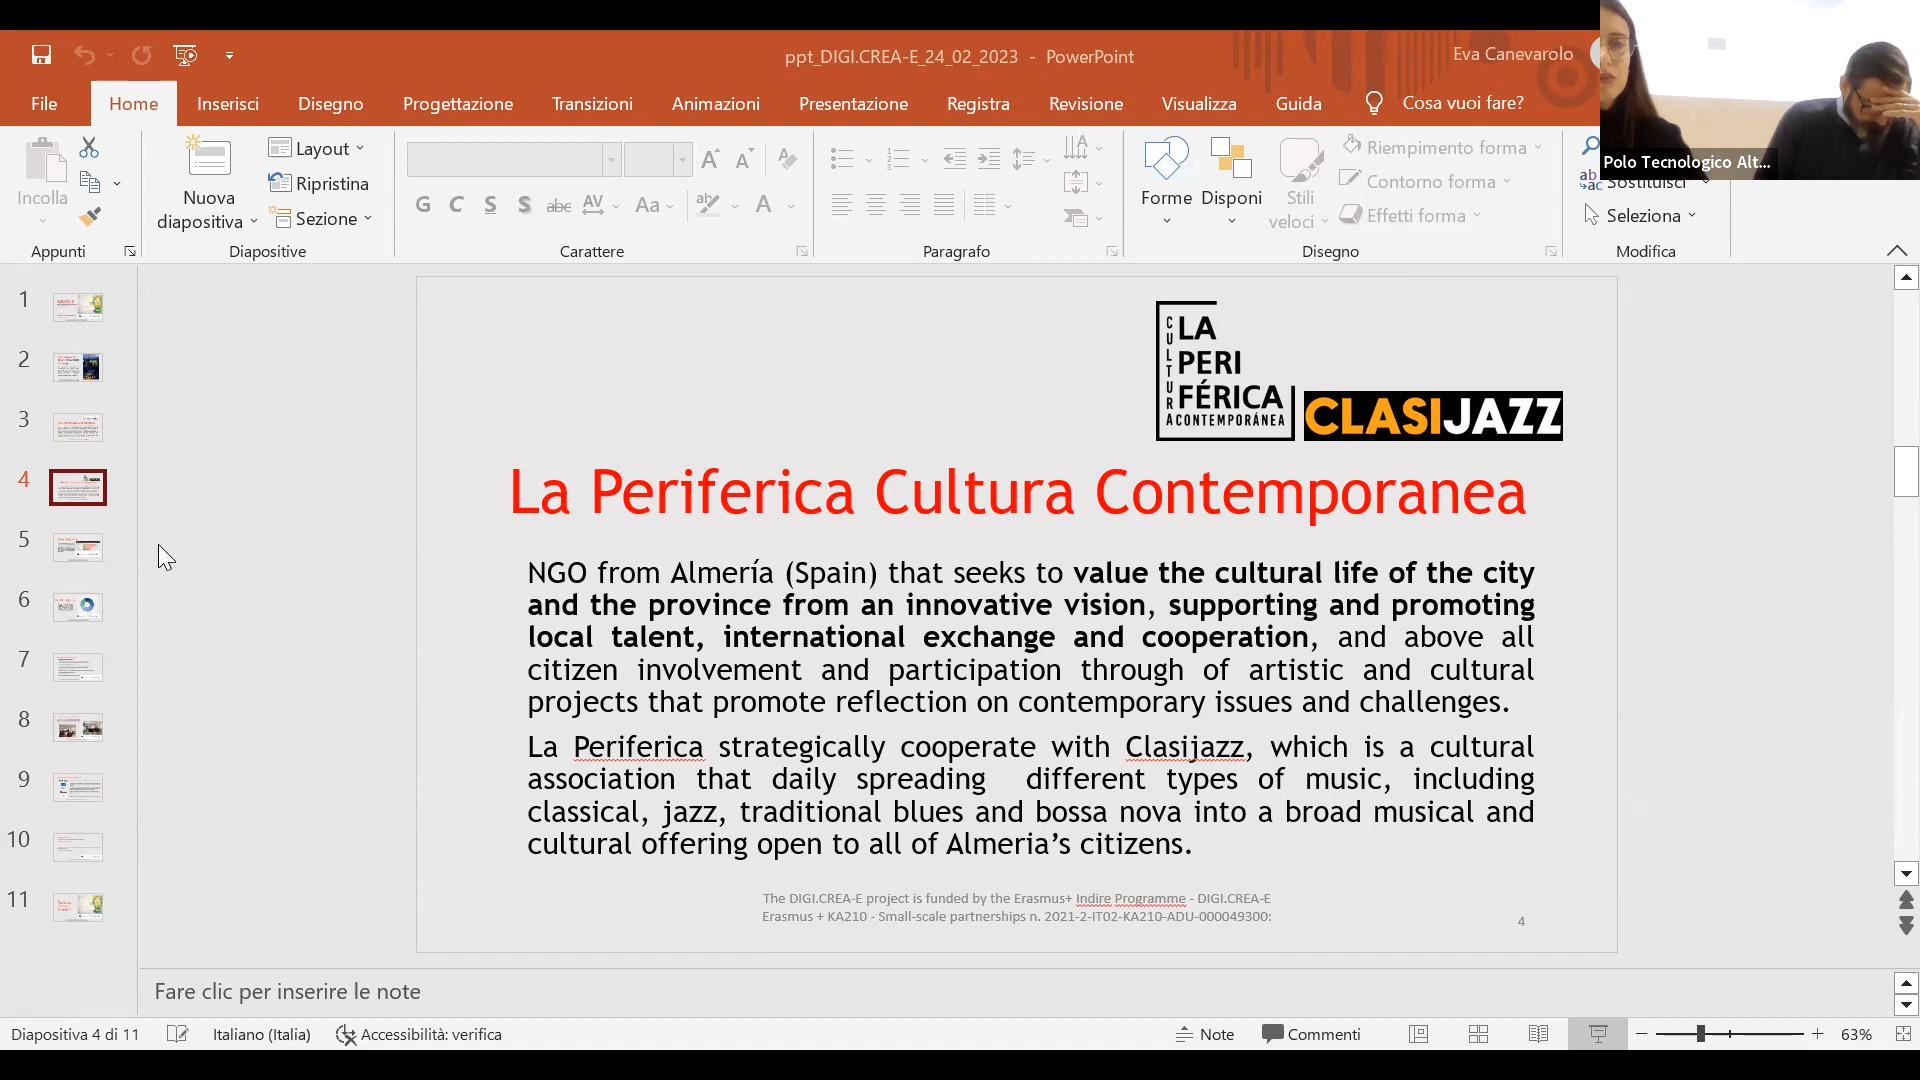 ppt_DIGI.CREA-E_24_02_2023 - PowerPoint
Eva Canevarolo
File Home Inserisci Disegno Progettazione Transizioni Animazioni Presentazione Registra Revisione Visualizza Guida Cosa vuoi fare?
Incolla
Appunti
Nuova
diapositiva
Layout
Ripristina
Sezione
Diapositive
G C S S abc AV Aa A
Carattere
Paragrafo
Forme
Disponi
Stili
veloci
Riempimento forma
Contorno forma
Effetti forma
Disegno
Sostituisci
Seleziona
Modifica
Polo Tecnologico Alt...
1
2
3
4
5
6
7
8
9
10
11
CULTURA
LA
PERI
FÉRICA
CONTEMPORÁNEA
CLASIJAZZ
La Periferica Cultura Contemporanea
NGO from Almería (Spain) that seeks to value the cultural life of the city
and the province from an innovative vision, supporting and promoting
local talent, international exchange and cooperation, and above all
citizen involvement and participation through of artistic and cultural
projects that promote reflection on contemporary issues and challenges.
La Periferica strategically cooperate with Clasijazz, which is a cultural
association that daily spreading different types of music, including
classical, jazz, traditional blues and bossa nova into a broad musical and
cultural offering open to all of Almeria’s citizens.
The DIGI.CREA-E project is funded by the Erasmus+ Indire Programme - DIGI.CREA-E
Erasmus + KA210 - Small-scale partnerships n. 2021-2-IT02-KA210-ADU-000049300:
4
Fare clic per inserire le note
Diapositiva 4 di 11 Italiano (Italia) Accessibilità: verifica Note Commenti 63%